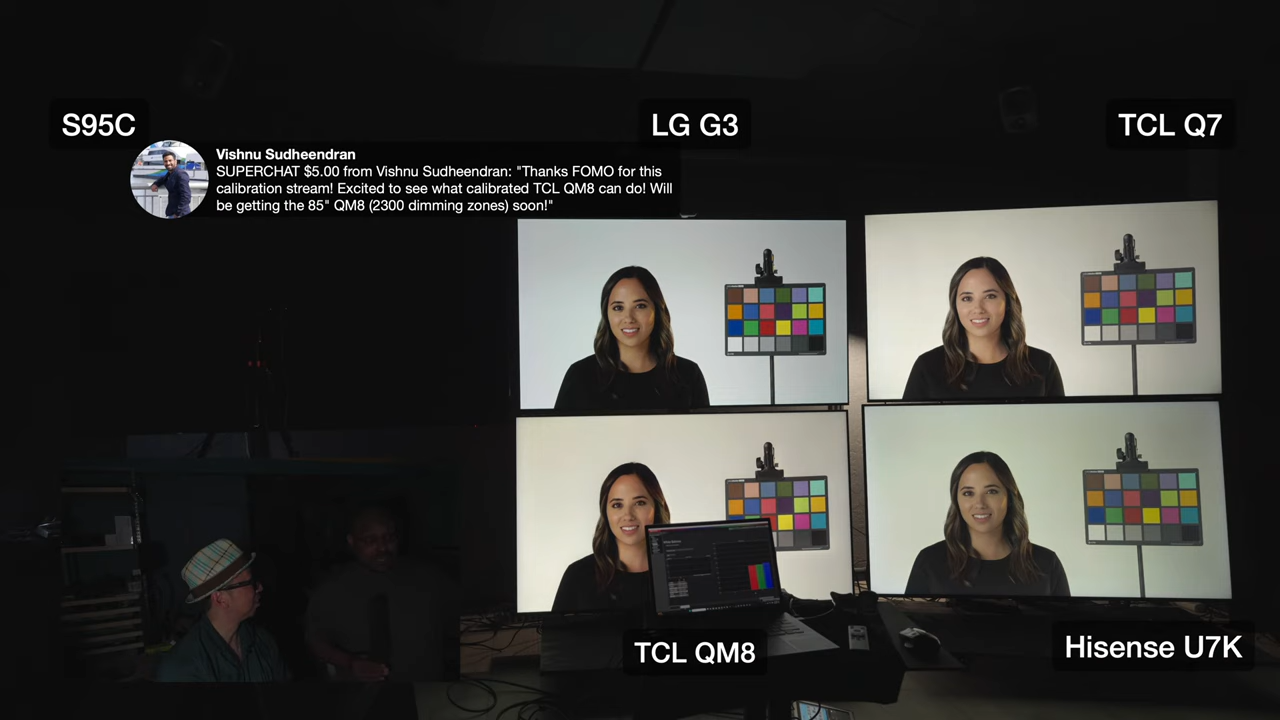 S95C
LG G3
TCL Q7
Vishnu Sudheendran
SUPERCHAT $5.00 from Vishnu Sudheendran: "Thanks FOMO for this
calibration stream! Excited to see what calibrated TCL QM8 can do! Will
be getting the 85" QM8 (2300 dimming zones) soon!"
TCL QM8
Hisense U7K